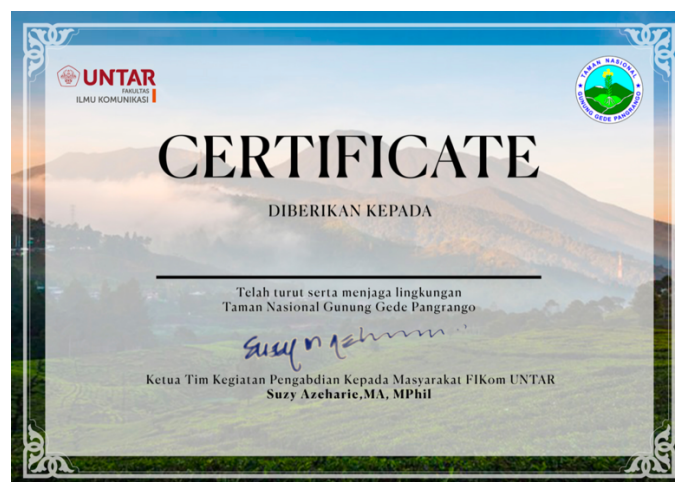 UNTAR
FAKULTAS
ILMU KOMUNIKASI
TAMAN NASIONAL
GUNUNG GEDE PANGRANGO
CERTIFICATE
DIBERIKAN KEPADA
Telah turut serta menjaga lingkungan
Taman Nasional Gunung Gede Pangrango
Ketua Tim Kegiatan Pengabdian Kepada Masyarakat FIKom UNTAR
Suzy Azeharie,MA, MPhil